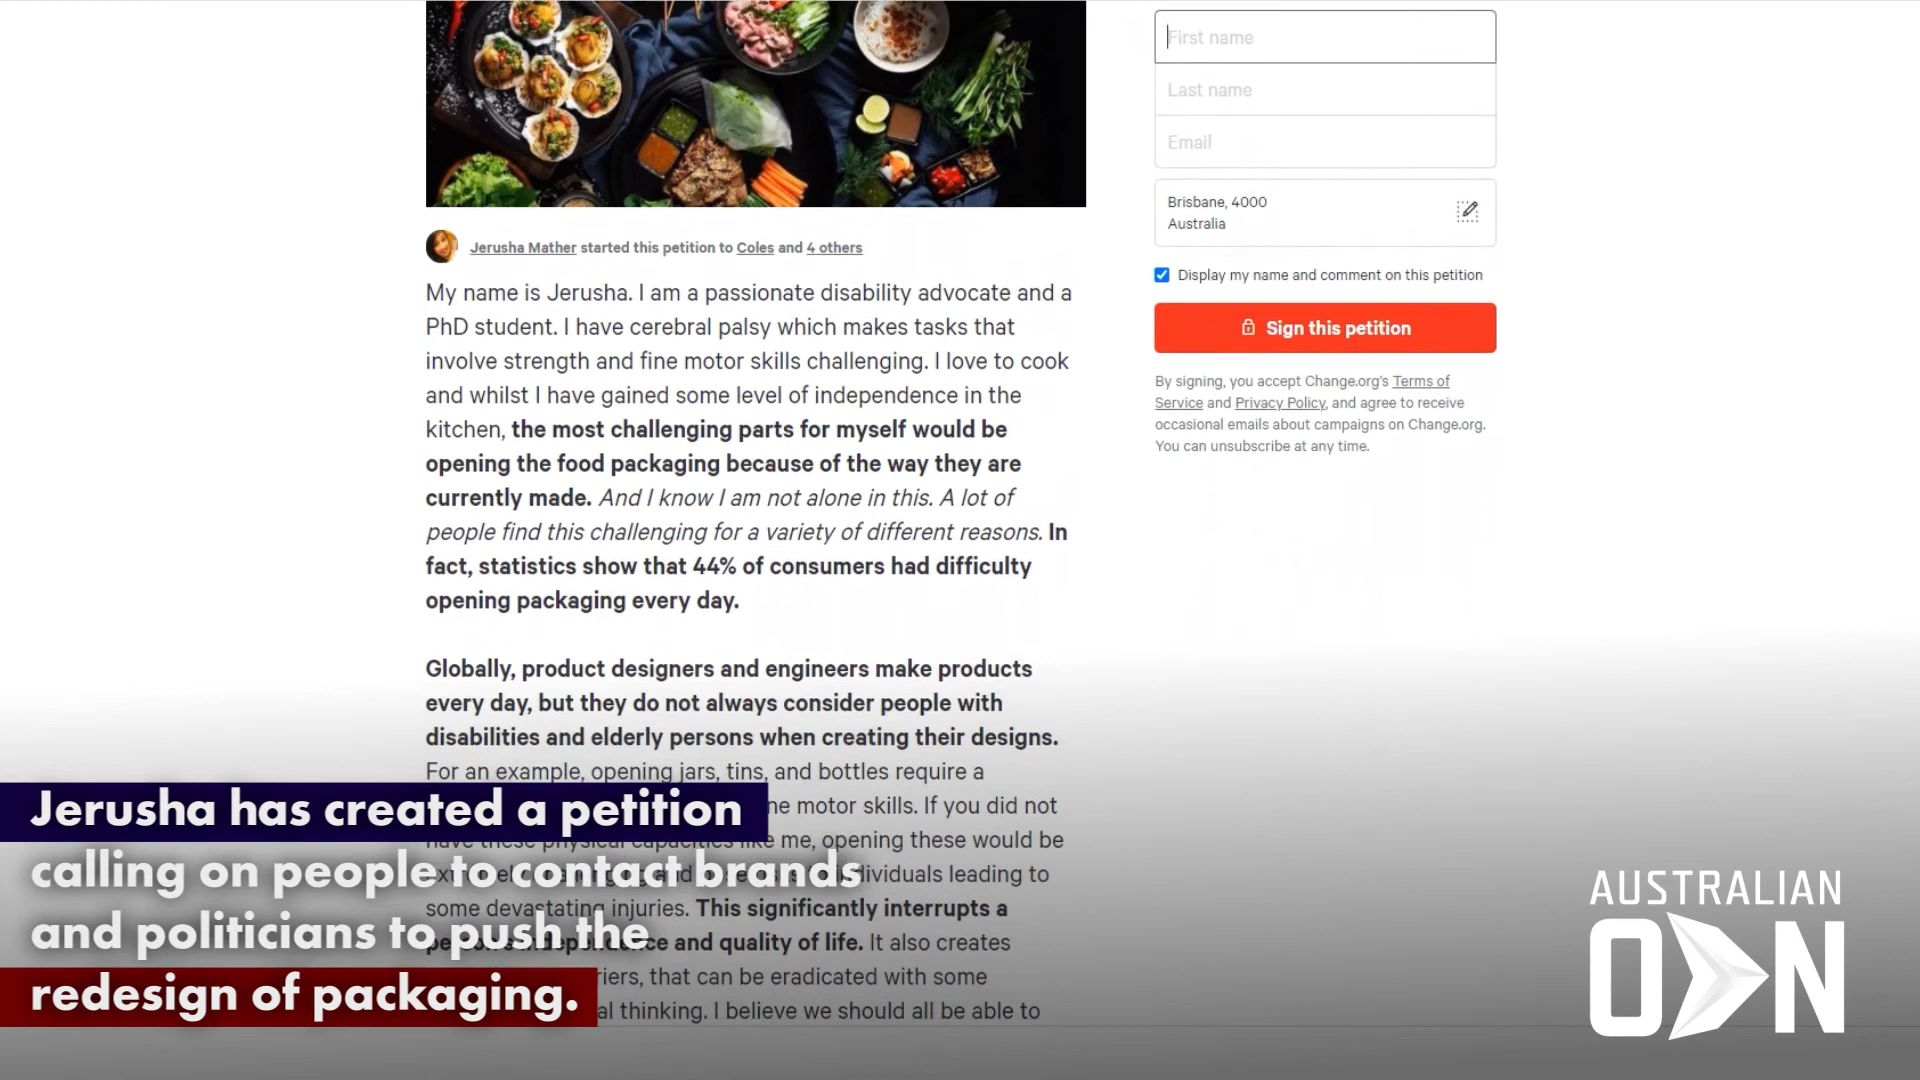 Jerusha Mather started this petition to Coles and 4 others
My name is Jerusha. I am a passionate disability advocate and a
PhD student. I have cerebral palsy which makes tasks that
involve strength and fine motor skills challenging. I love to cook
and whilst I have gained some level of independence in the
kitchen, the most challenging parts for myself would be
opening the food packaging because of the way they are
currently made. And I know I am not alone in this. A lot of
people find this challenging for a variety of different reasons. In
fact, statistics show that 44% of consumers had difficulty
opening packaging every day.
Globally, product designers and engineers make products
every day, but they do not always consider people with
disabilities and elderly persons when creating their designs.
For an example, opening jars, tins, and bottles require a
motor skills. If you did not
me, opening these would be
leading to
some devastating injuries. This significantly interrupts a
and quality of life. It also creates
that can be eradicated with some
thinking. I believe we should all be able to
First name
Last name
Email
Brisbane, 4000
Australia
Display my name and comment on this petition
Sign this petition
By signing, you accept Change.org's Terms of
Service and Privacy Policy, and agree to receive
occasional emails about campaigns on Change.org.
You can unsubscribe at any time.
Jerusha has created a petition
calling on people to contact brands
and politicians to push the
redesign of packaging.
AUSTRALIAN
ON